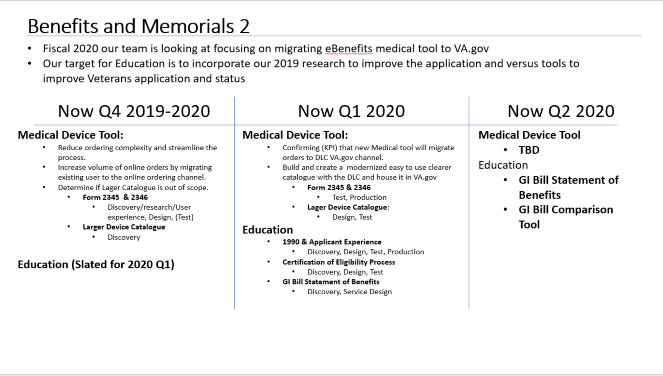 Benefits and Memorials 2
• Fiscal 2020 our team is looking at focusing on migrating eBenefits medical tool to VA.gov
• Our target for Education is to incorporate our 2019 research to improve the application and versus tools to
improve Veterans application and status
Now Q4 2019-2020
Medical Device Tool:
• Reduce ordering complexity and streamline the
process.
• Increase volume of online orders by migrating
existing user to the online ordering channel.
• Determine if Lager Catalogue is out of scope.
• Form 2345 & 2346
• Discovery/research/User
experience, Design, (Test)
• Larger Device Catalogue
• Discovery
Education (Slated for 2020 Q1)
Now Q1 2020
Medical Device Tool:
• Confirming (KPI) that new Medical tool will migrate
orders to DLC VA.gov channel.
• Build and create a modernized easy to use clearer
catalogue with the DLC and house it in VA.gov
• Form 2345 & 2346
• Test, Production
• Lager Device Catalogue:
• Design, Test
Education
• 1990 & Applicant Experience
• Discovery, Design, Test, Production
• Certification of Eligibility Process
• Discovery, Design, Test
• GI Bill Statement of Benefits
• Discovery, Service Design
Now Q2 2020
Medical Device Tool
• TBD
Education
• GI Bill Statement of
Benefits
• GI Bill Comparison
Tool